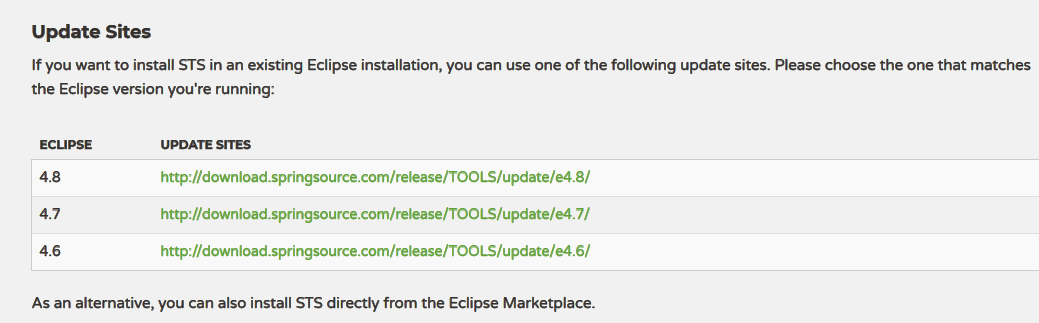 Update Sites
If you want to install STS in an existing Eclipse installation, you can use one of the following update sites. Please choose the one that matches
the Eclipse version you're running:
ECLIPSE UPDATE SITES
4.8 http://download.springsource.com/release/TOOLS/update/e4.8/
4.7 http://download.springsource.com/release/TOOLS/update/e4.7/
4.6 http://download.springsource.com/release/TOOLS/update/e4.6/
As an alternative, you can also install STS directly from the Eclipse Marketplace.